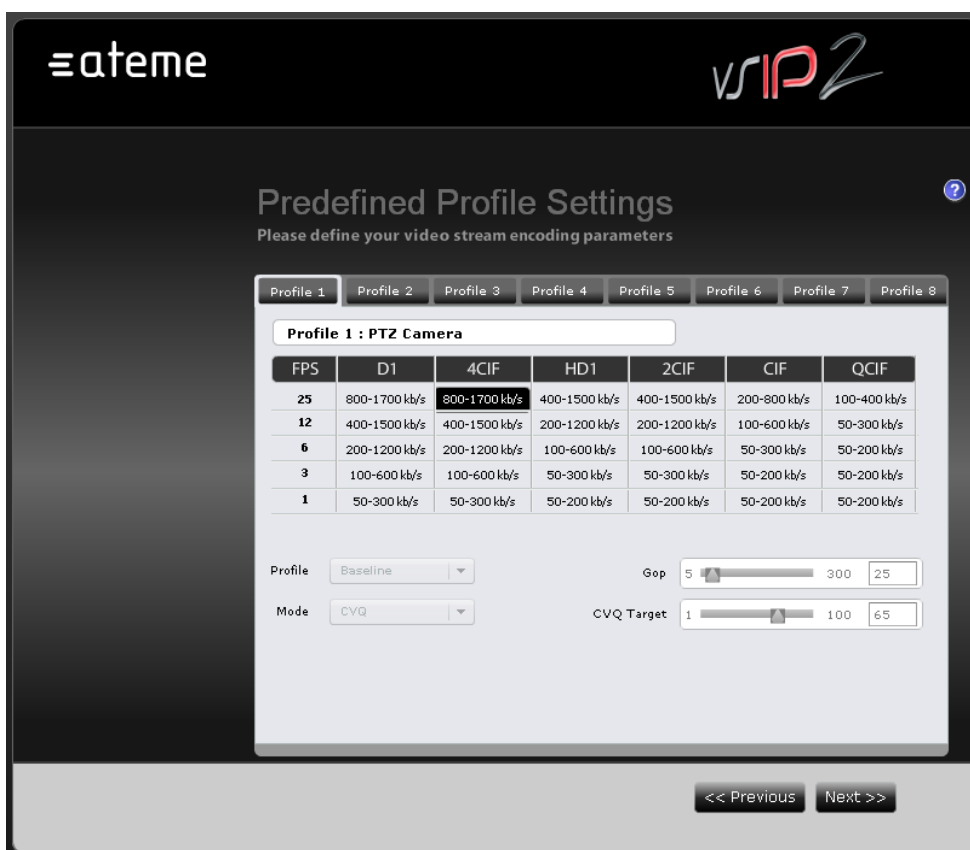 ateme
vsIP2
Predefined Profile Settings
?
Please define your video stream encoding parameters
Profile 1 Profile 2 Profile 3 Profile 4 Profile 5 Profile 6 Profile 7 Profile 8
Profile 1 : PTZ Camera
FPS D1 4CIF HD1 2CIF CIF QCIF
25 800-1700 kb/s 800-1700 kb/s 400-1500 kb/s 400-1500 kb/s 200-800 kb/s 100-400 kb/s
12 400-1500 kb/s 400-1500 kb/s 200-1200 kb/s 200-1200 kb/s 100-600 kb/s 50-300 kb/s
6 200-1200 kb/s 200-1200 kb/s 100-600 kb/s 100-600 kb/s 50-300 kb/s 50-200 kb/s
3 100-600 kb/s 100-600 kb/s 50-300 kb/s 50-300 kb/s 50-200 kb/s 50-200 kb/s
1 50-300 kb/s 50-300 kb/s 50-200 kb/s 50-200 kb/s 50-200 kb/s 50-200 kb/s
Profile Baseline Gop 5 300 25
Mode CVQ CVQ Target 1 100 65
<< Previous Next >>